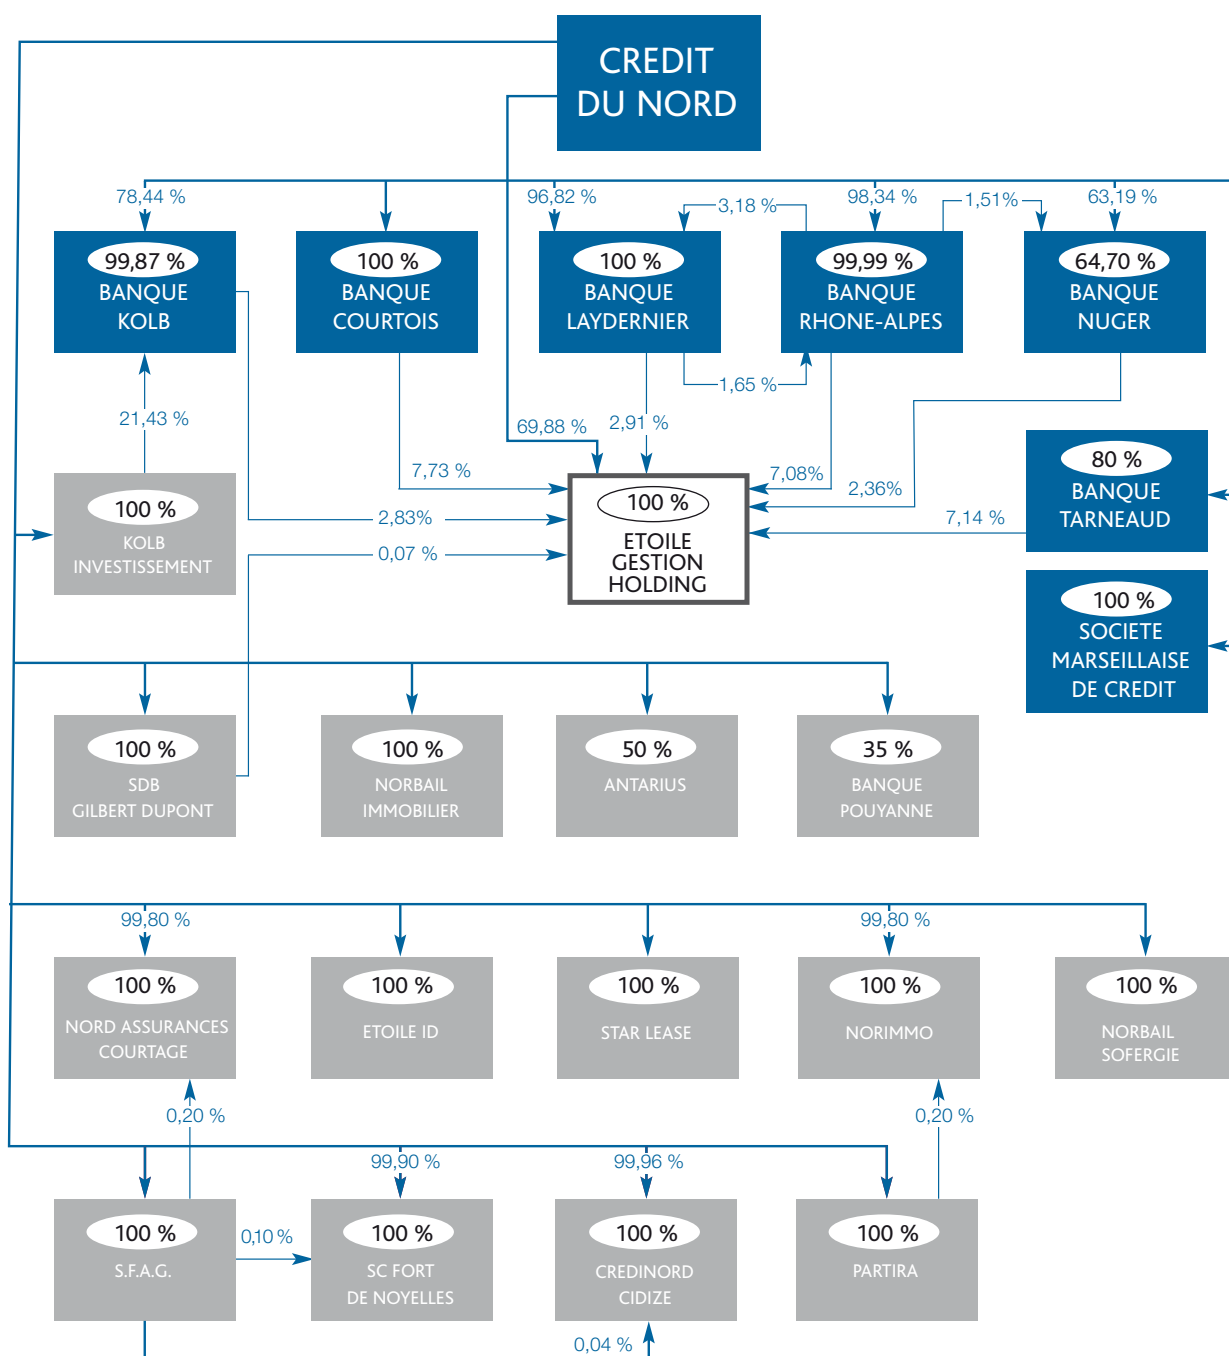 CREDIT
DU NORD
78,44 %
96,82 %
3,18 %
98,34 %
1,51%
63,19 %
99,87 %
BANQUE
KOLB
100 %
BANQUE
COURTOIS
100 %
BANQUE
LAYDERNIER
99,99 %
BANQUE
RHONE-ALPES
64,70 %
BANQUE
NUGER
1,65 %
21,43 %
69,88 %
2,91 %
7,73 %
7,08%
2,36%
7,14 %
80 %
BANQUE
TARNEAUD
100 %
KOLB
INVESTISSEMENT
2,83%
0,07 %
100 %
ETOILE
GESTION
HOLDING
100 %
SOCIETE
MARSEILLAISE
DE CREDIT
100 %
SDB
GILBERT DUPONT
100 %
NORBAIL
IMMOBILIER
50 %
ANTARIUS
35 %
BANQUE
POUYANNE
99,80 %
99,80 %
100 %
NORD ASSURANCES
COURTAGE
100 %
ETOILE ID
100 %
STAR LEASE
100 %
NORIMMO
100 %
NORBAIL
SOFERGIE
0,20 %
0,20 %
99,90 %
99,96 %
100 %
S.F.A.G.
0,10 %
100 %
SC FORT
DE NOYELLES
100 %
CREDINORD
CIDIZE
100 %
PARTIRA
0,04 %